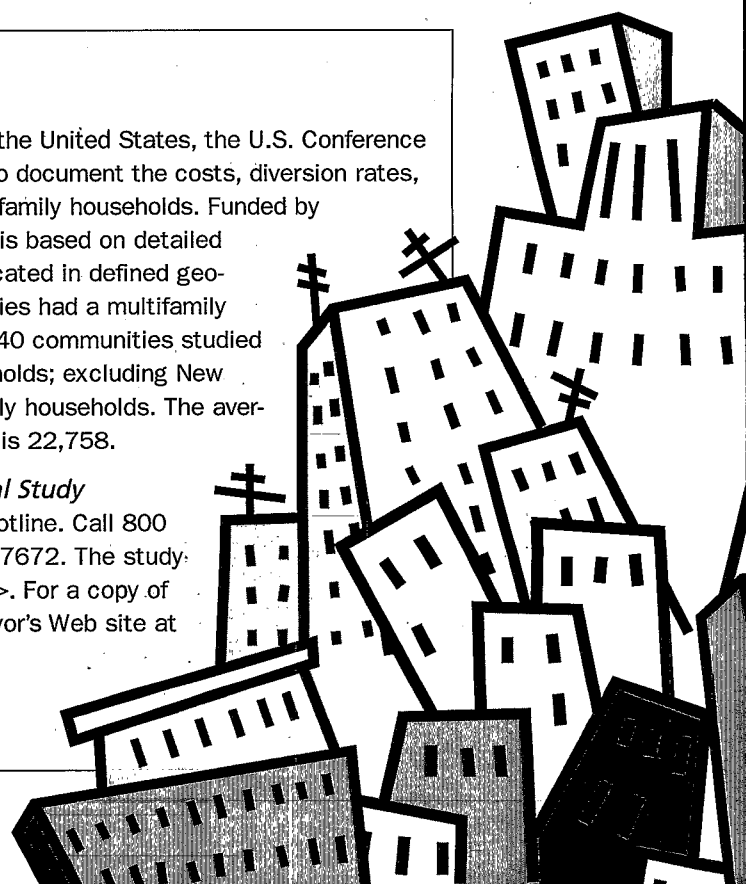 the United States, the U.S. Conference
o document the costs, diversion rates,
family households. Funded by
is based on detailed
cated in defined geo-
ies had a multifamily
40 communities studied
holds; excluding New
ly households. The aver-
is 22,758.
al Study
otline. Call 800
7672. The study
>. For a copy of
yor's Web site at